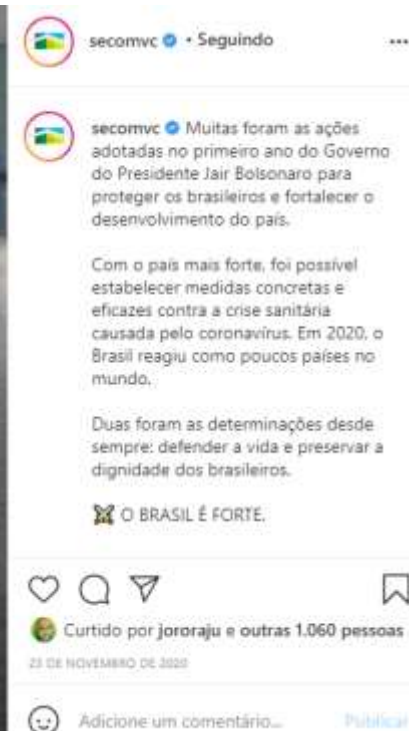 secomvc • Seguindo
secomvc Muitas foram as ações
adotadas no primeiro ano do Governo
do Presidente Jair Bolsonaro para
proteger os brasileiros e fortalecer o
desenvolvimento do país.
Com o país mais forte, foi possível
estabelecer medidas concretas e
eficazes contra a crise sanitária
causada pelo coronavírus. Em 2020, o
Brasil reagiu como poucos países no
mundo.
Duas foram as determinações desde
sempre: defender a vida e preservar a
dignidade dos brasileiros.
O BRASIL É FORTE.
Curtido por jororaju e outras 1.060 pessoas
23 DE NOVEMBRO DE 2020
Adicione um comentário... Publicar